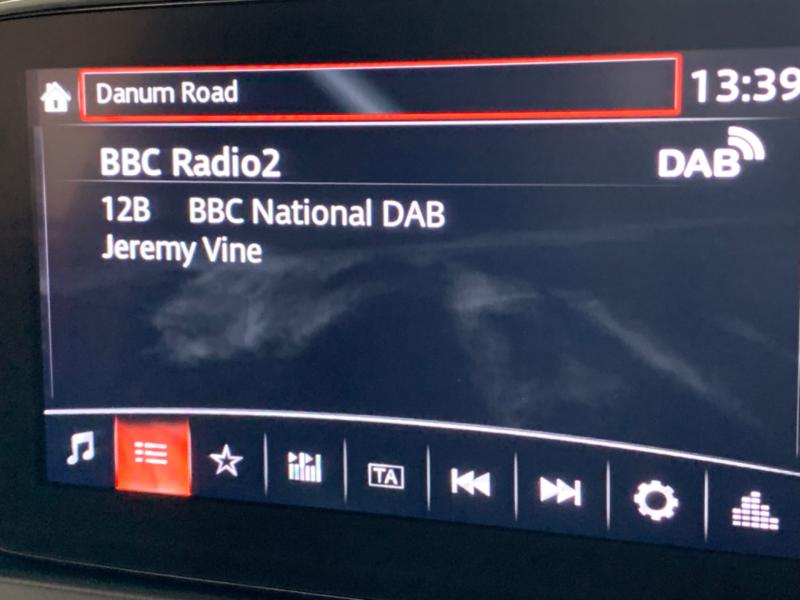 Danum Road
13:39
BBC Radio2
DAB
12B BBC National DAB
Jeremy Vine
TA